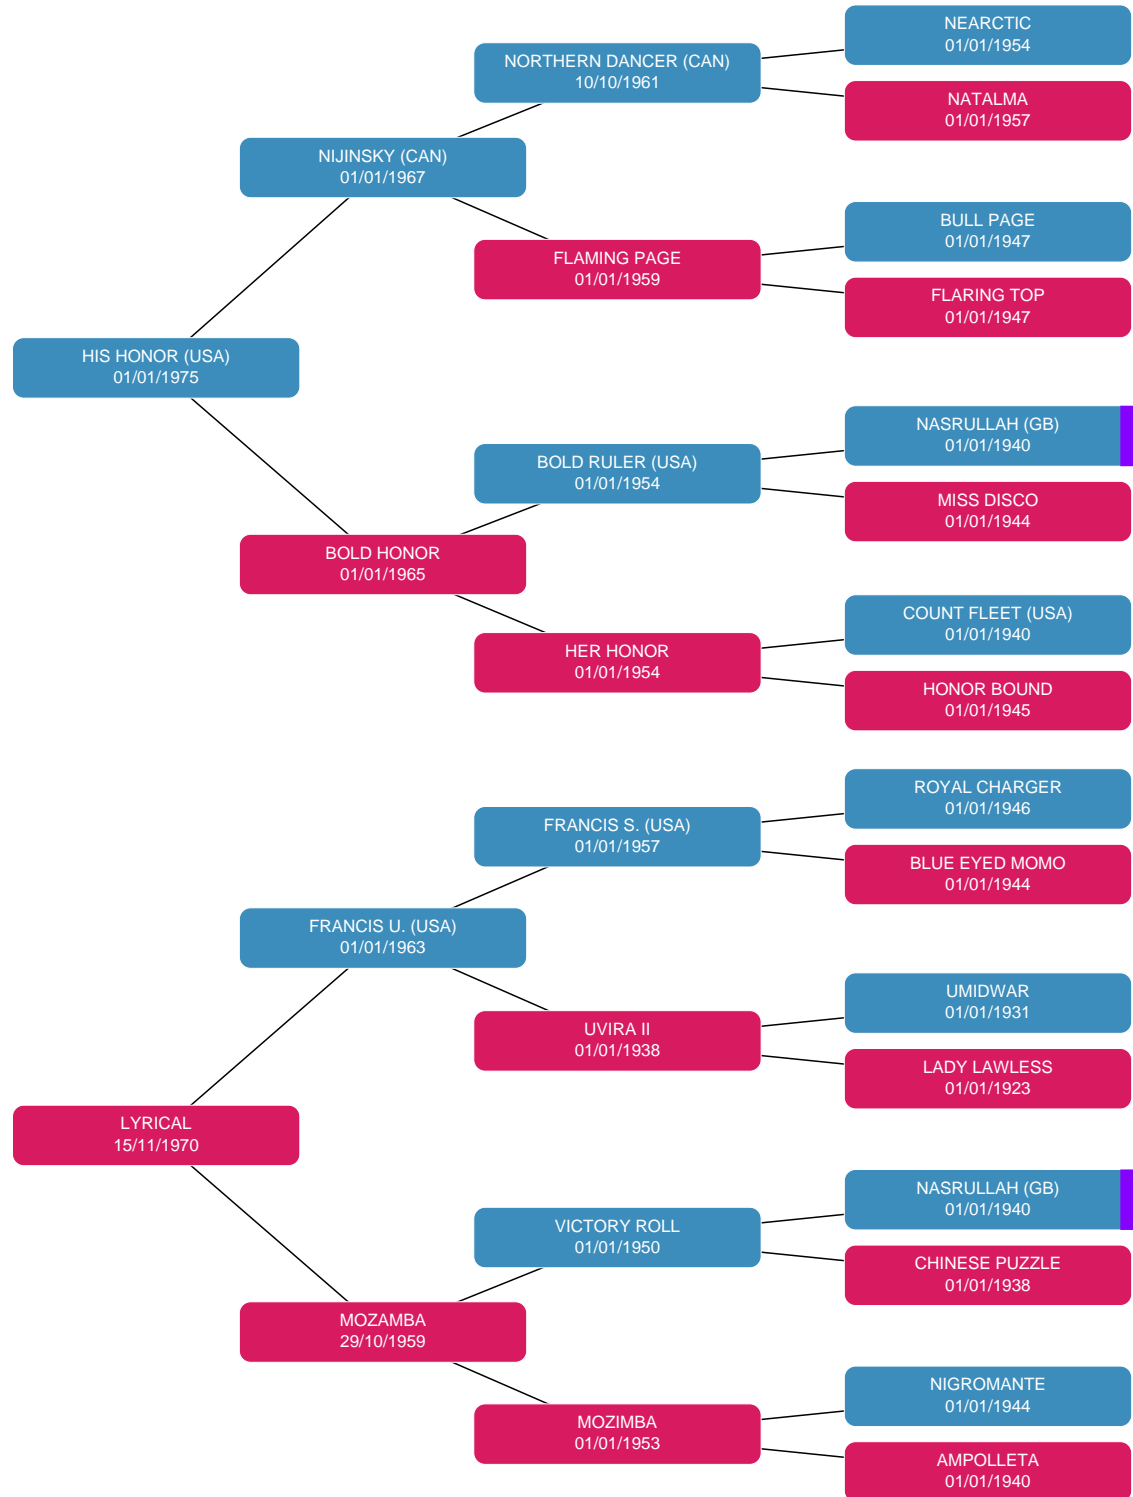 NEARCTIC
01/01/1954
NORTHERN DANCER (CAN)
10/10/1961
NATALMA
01/01/1957
NIJINSKY (CAN)
01/01/1967
BULL PAGE
01/01/1947
FLAMING PAGE
01/01/1959
FLARING TOP
01/01/1947
HIS HONOR (USA)
01/01/1975
NASRULLAH (GB)
01/01/1940
BOLD RULER (USA)
01/01/1954
MISS DISCO
01/01/1944
BOLD HONOR
01/01/1965
COUNT FLEET (USA)
01/01/1940
HER HONOR
01/01/1954
HONOR BOUND
01/01/1945
ROYAL CHARGER
01/01/1946
FRANCIS S. (USA)
01/01/1957
BLUE EYED MOMO
01/01/1944
FRANCIS U. (USA)
01/01/1963
UMIDWAR
01/01/1931
UVIRA II
01/01/1938
LADY LAWLESS
01/01/1923
LYRICAL
15/11/1970
NASRULLAH (GB)
01/01/1940
VICTORY ROLL
01/01/1950
CHINESE PUZZLE
01/01/1938
MOZAMBA
29/10/1959
NIGROMANTE
01/01/1944
MOZIMBA
01/01/1953
AMPOLLETA
01/01/1940